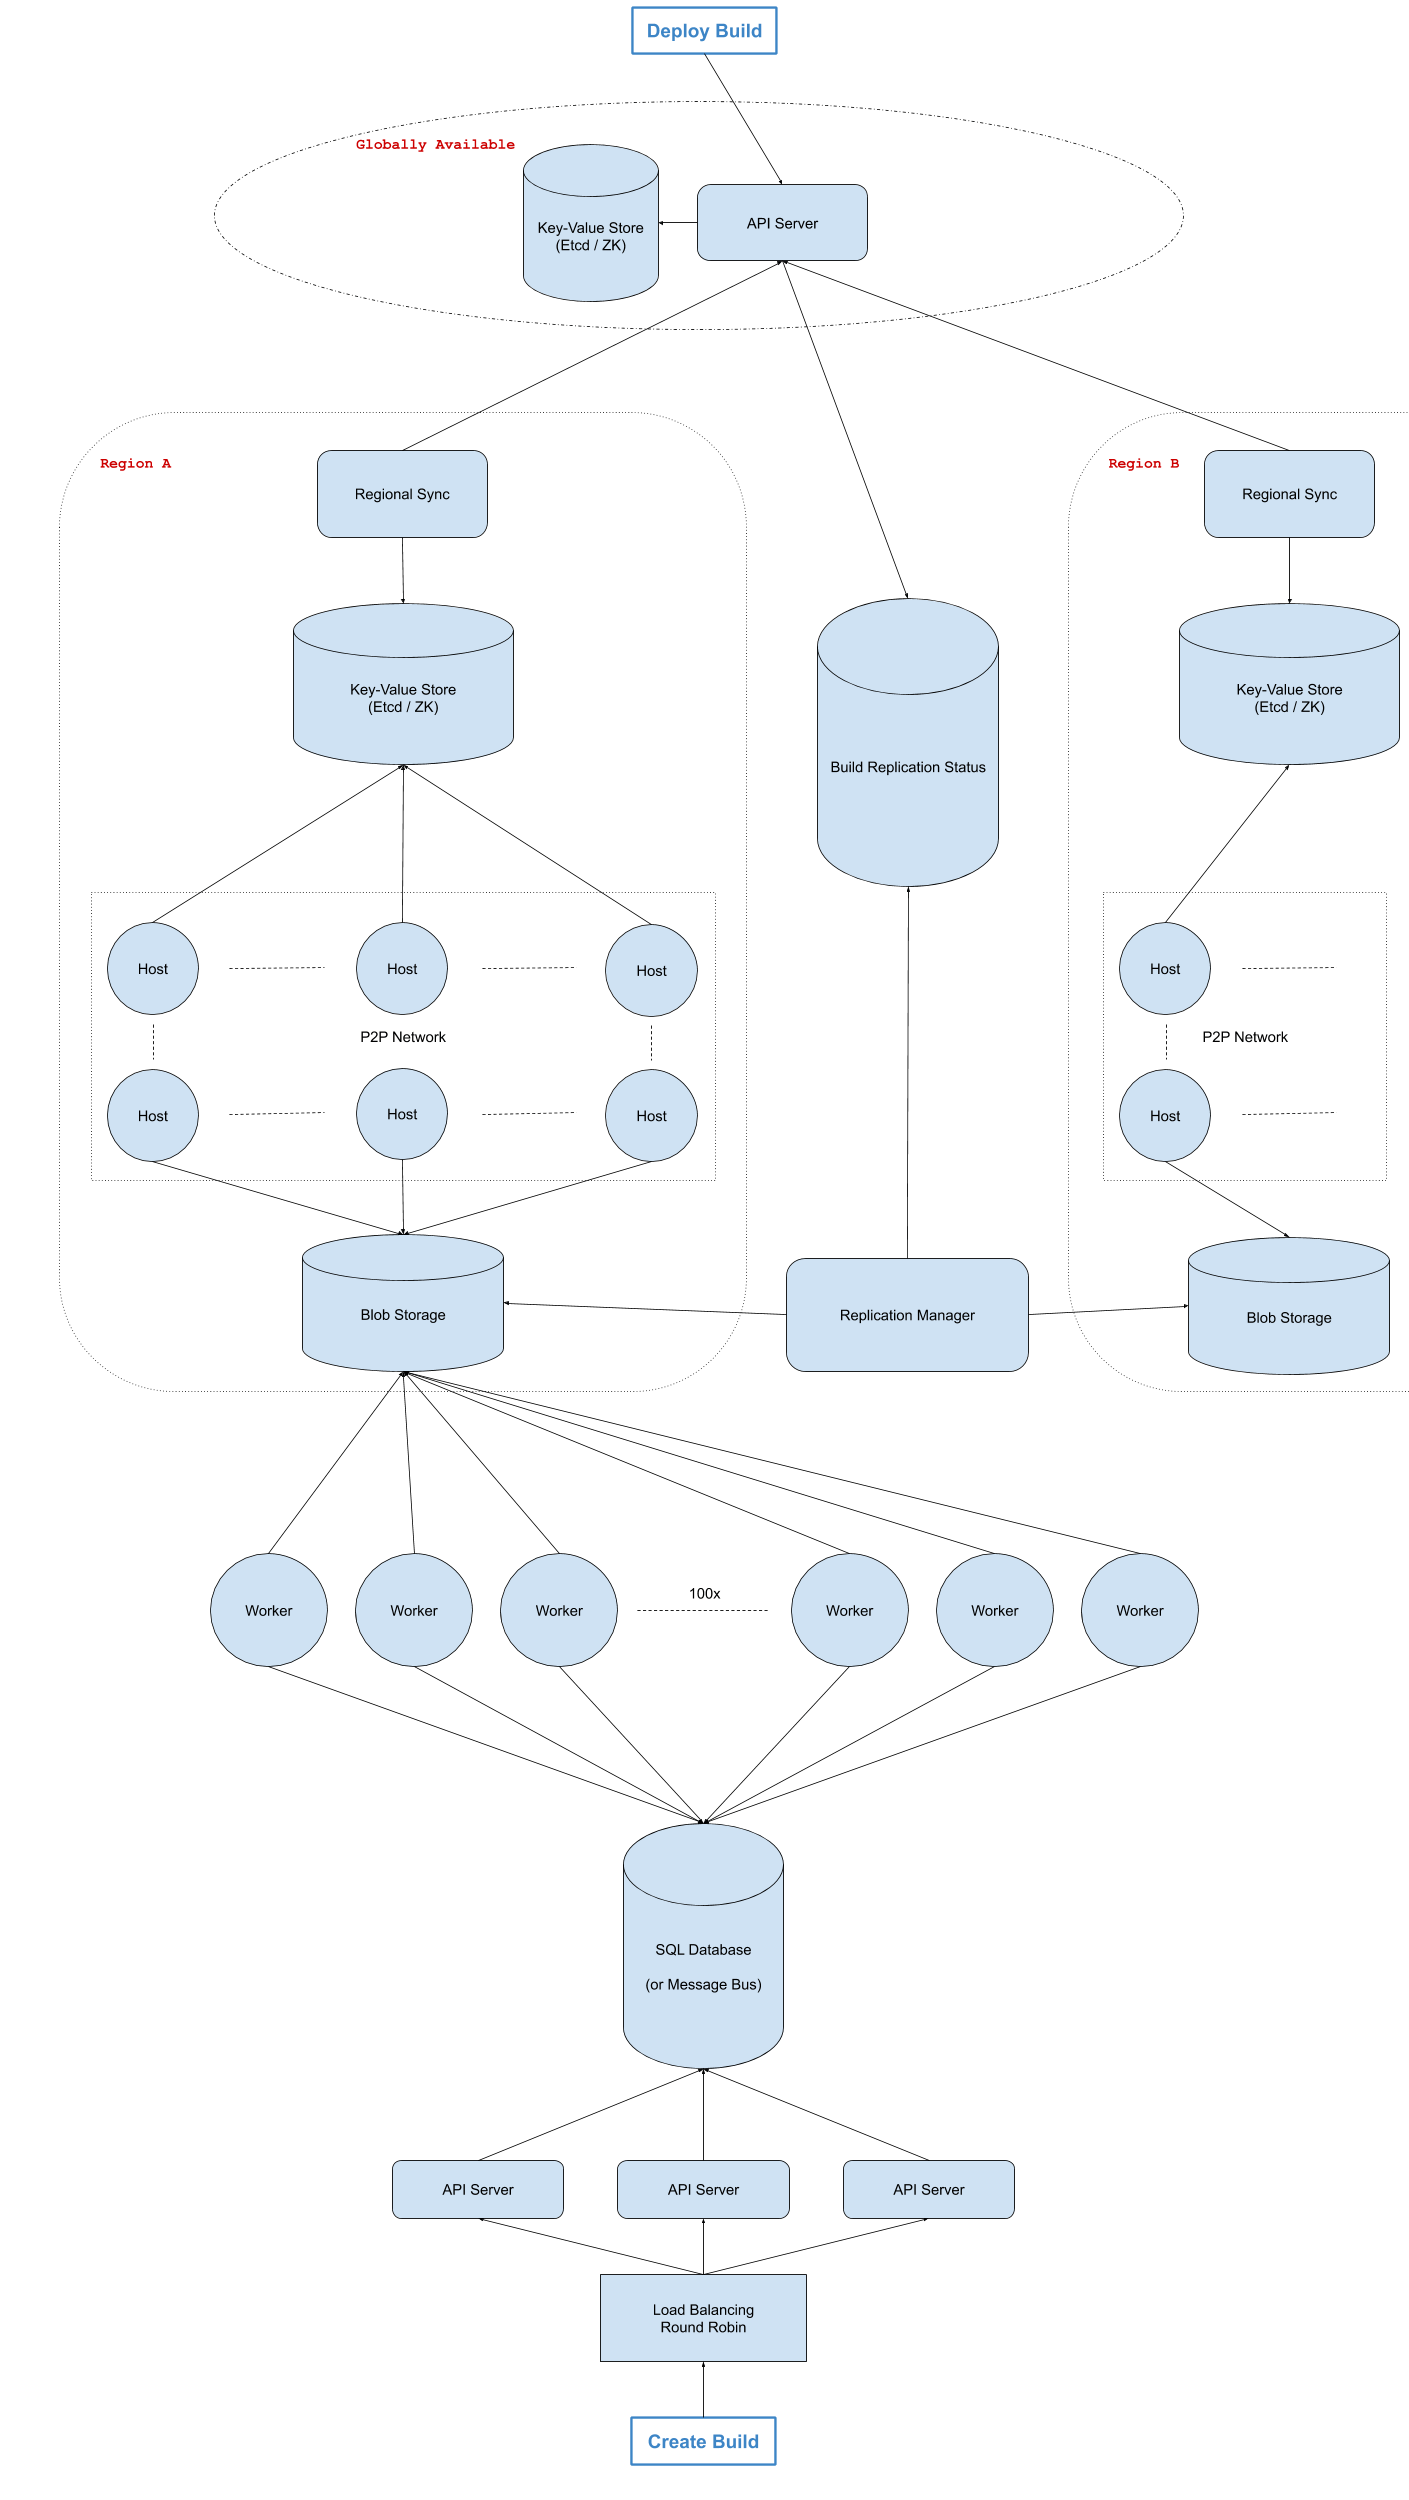 Deploy Build
Globally Available
Key-Value Store
(Etcd / ZK)
API Server
Region A
Regional Sync
Region B
Regional Sync
Key-Value Store
(Etcd / ZK)
Build Replication Status
Key-Value Store
(Etcd / ZK)
Host
Host
Host
Host
P2P Network
P2P Network
Host
Host
Host
Host
Blob Storage
Replication Manager
Blob Storage
100x
Worker
Worker
Worker
Worker
Worker
Worker
SQL Database
(or Message Bus)
API Server
API Server
API Server
Load Balancing
Round Robin
Create Build